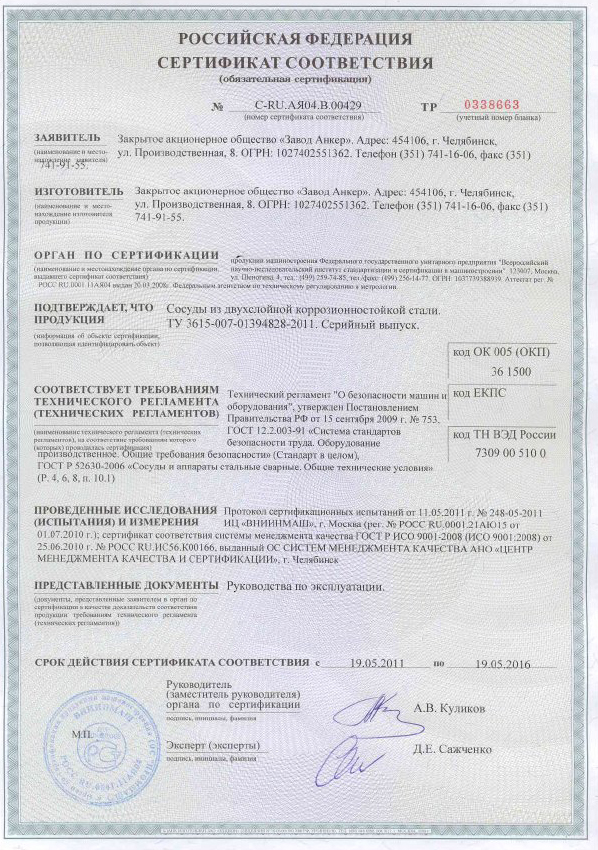 РОССИЙСКАЯ ФЕДЕРАЦИЯ
СЕРТИФИКАТ СООТВЕТСТВИЯ
(обязательная сертификация)
№ C-RU.АЯ04.В.00429 ТР 0338663
(номер сертификата соответствия) (учетный номер бланка)
ЗАЯВИТЕЛЬ Закрытое акционерное общество «Завод Анкер». Адрес: 454106, г. Челябинск,
(наименование и место-
нахождение заявителя) ул. Производственная, 8. ОГРН: 1027402551362. Телефон (351) 741-16-06, факс (351)
741-91-55.
ИЗГОТОВИТЕЛЬ Закрытое акционерное общество «Завод Анкер». Адрес: 454106, г. Челябинск,
(наименование и место-
нахождение изготовителя
продукции) ул. Производственная, 8. ОГРН: 1027402551362. Телефон (351) 741-16-06, факс (351)
741-91-55.
ОРГАН ПО СЕРТИФИКАЦИИ продукции машиностроения Федерального государственного унитарного предприятия "Всероссийский
(наименование и местонахождение органа по сертификации, научно-исследовательский институт стандартизации и сертификации в машиностроении". 123007, Москва,
выдавшего сертификат соответствия) ул. Шеногина, 4, тел.: (499) 259-74-85, тел/факс (499) 256-14-77. ОГРН: 1037739388939. Аттестат рег. №
РОСС RU.0001.11АЯ04 выдан 20.03.2008г. Федеральным агентством по техническому регулированию и метрологии.
ПОДТВЕРЖДАЕТ, ЧТО
ПРОДУКЦИЯ Сосуды из двухслойной коррозионностойкой стали.
ТУ 3615-007-01394828-2011. Серийный выпуск.
(информация об объекте сертификации,
позволяющая идентифицировать объект)
код ОК 005 (ОКП)
36 1500
СООТВЕТСТВУЕТ ТРЕБОВАНИЯМ
ТЕХНИЧЕСКОГО РЕГЛАМЕНТА
(ТЕХНИЧЕСКИХ РЕГЛАМЕНТОВ)
(наименование технического регламента (технических
регламентов), на соответствие требованиям которого
(которых) проводилась сертификация)
Технический регламент "О безопасности машин и
оборудования", утвержден Постановлением
Правительства РФ от 15 сентября 2009 г. № 753,
ГОСТ 12.2.003-91 «Система стандартов
безопасности труда. Оборудование
производственное. Общие требования безопасности» (Стандарт в целом),
ГОСТ Р 52630-2006 «Сосуды и аппараты стальные сварные. Общие технические условия»
(Р. 4, 6, 8, п. 10.1)
код ЕКПС
код ТН ВЭД России
7309 00 510 0
ПРОВЕДЕННЫЕ ИССЛЕДОВАНИЯ Протокол сертификационных испытаний от 11.05.2011 г. № 248-05-2011
(ИСПЫТАНИЯ) И ИЗМЕРЕНИЯ ИЦ «ВНИИНМАШ», г. Москва (рег. № РОСС RU.0001.21АЮ15 от
01.07.2010 г.); сертификат соответствия системы менеджмента качества ГОСТ Р ИСО 9001-2008 (ИСО 9001:2008) от
25.06.2010 г. № РОСС RU.ИС56.К00166, выданный ОС СИСТЕМ МЕНЕДЖМЕНТА КАЧЕСТВА АНО «ЦЕНТР
МЕНЕДЖМЕНТА КАЧЕСТВА И СЕРТИФИКАЦИИ», г. Челябинск
ПРЕДСТАВЛЕННЫЕ ДОКУМЕНТЫ Руководства по эксплуатации.
(документы, представленные заявителем в орган по
сертификации в качестве доказательств соответствия
продукции требованиям технического регламента
(технических регламентов))
СРОК ДЕЙСТВИЯ СЕРТИФИКАТА СООТВЕТСТВИЯ с 19.05.2011 по 19.05.2016
Руководитель
(заместитель руководителя)
органа по сертификации А.В. Куликов
подпись, инициалы, фамилия
М.П.
Эксперт (эксперты) Д.Е. Сажченко
подпись, инициалы, фамилия
ВНИИНМАШ